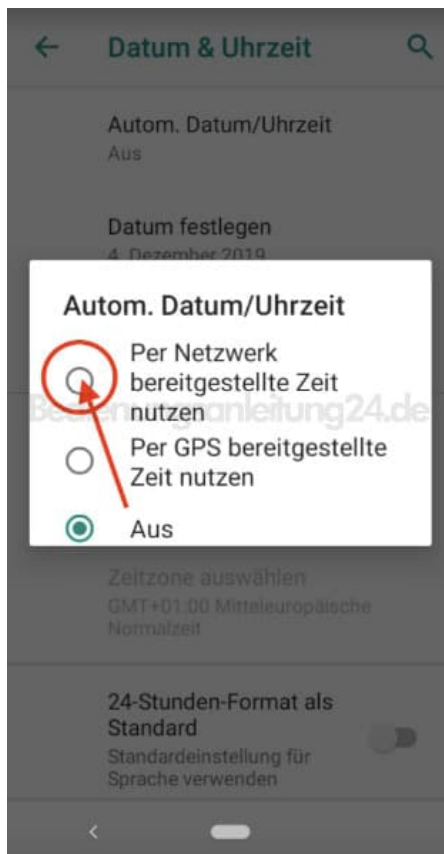 Datum & Uhrzeit
Autom. Datum/Uhrzeit
Aus
Datum festlegen
4. Dezember 2019
Autom. Datum/Uhrzeit
Per Netzwerk
bereitgestellte Zeit
nutzen
Bedienungsanleitung24.de
Per GPS bereitgestellte
Zeit nutzen
Aus
Zeitzone auswählen
GMT+01:00 Mitteleuropäische
Normalzeit
24-Stunden-Format als
Standard
Standardeinstellung für
Sprache verwenden